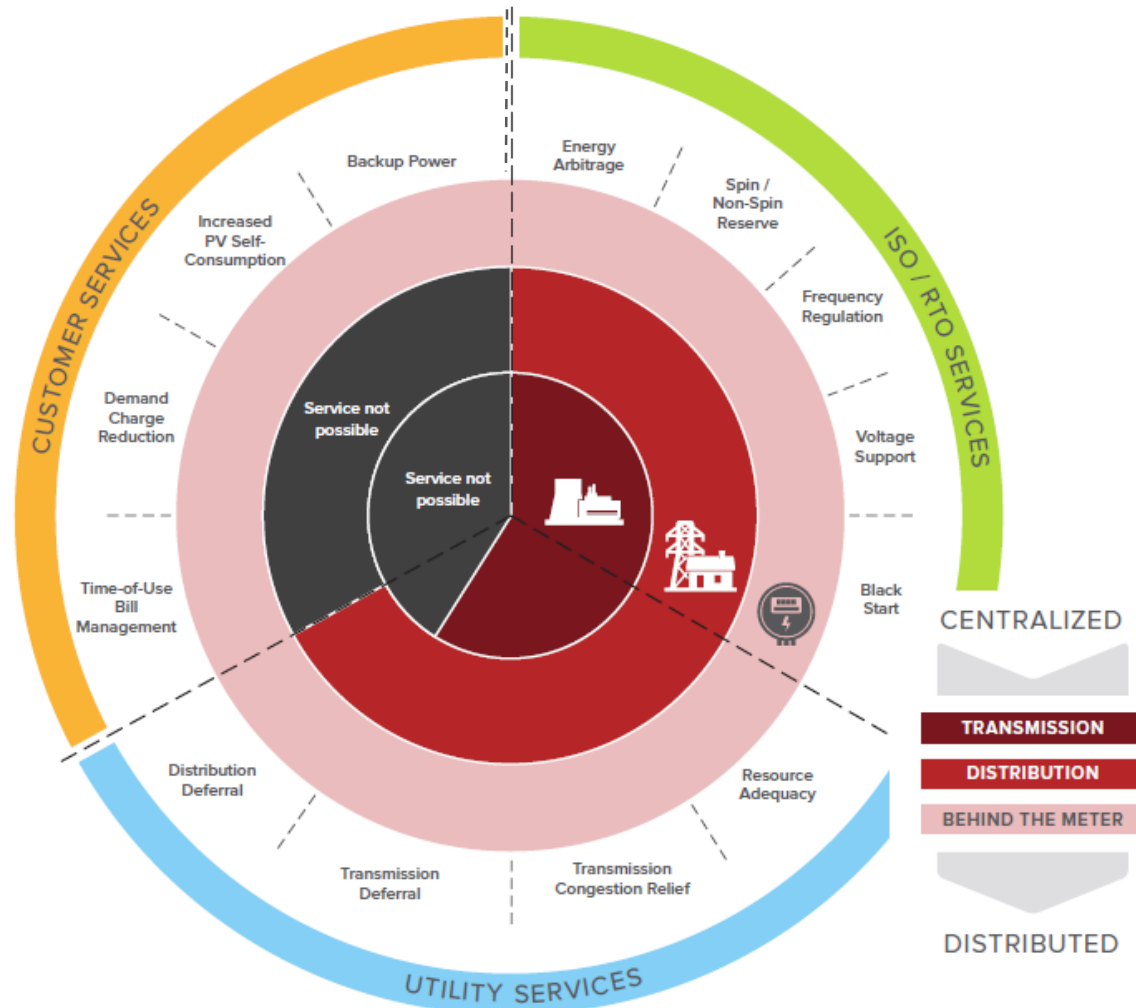 CUSTOMER SERVICES
ISO / RTO SERVICES
UTILITY SERVICES
Backup Power
Increased
PV Self-
Consumption
Demand
Charge
Reduction
Time-of-Use
Bill
Management
Energy
Arbitrage
Spin /
Non-Spin
Reserve
Frequency
Regulation
Voltage
Support
Black
Start
Resource
Adequacy
Transmission
Congestion Relief
Transmission
Deferral
Distribution
Deferral
Service not
possible
Service not
possible
CENTRALIZED
TRANSMISSION
DISTRIBUTION
BEHIND THE METER
DISTRIBUTED